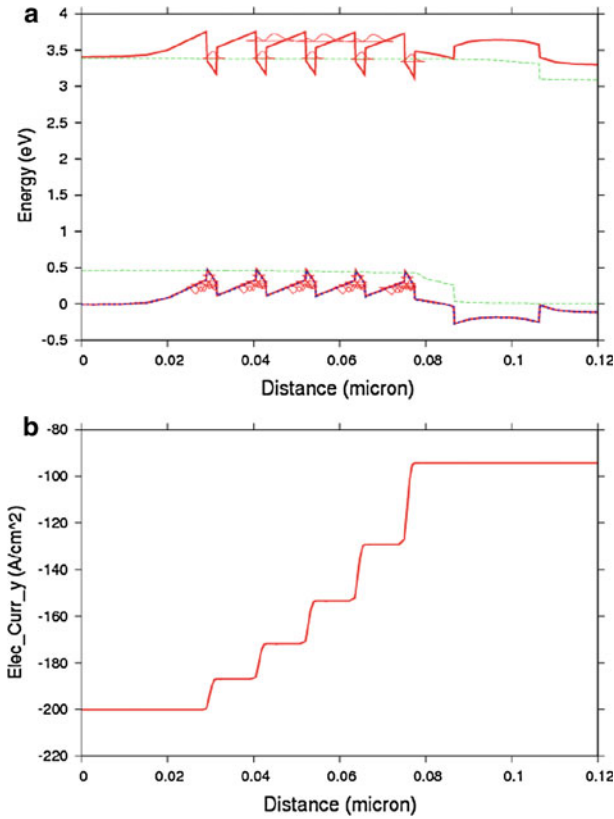 a
4
3.5
3
2.5
2
1.5
1
0.5
0
-0.5
Energy (eV)
0 0.02 0.04 0.06 0.08 0.1 0.12
Distance (micron)
b
-80
-100
-120
-140
-160
-180
-200
-220
Elec_Curr_y (A/cm^2)
0 0.02 0.04 0.06 0.08 0.1 0.12
Distance (micron)